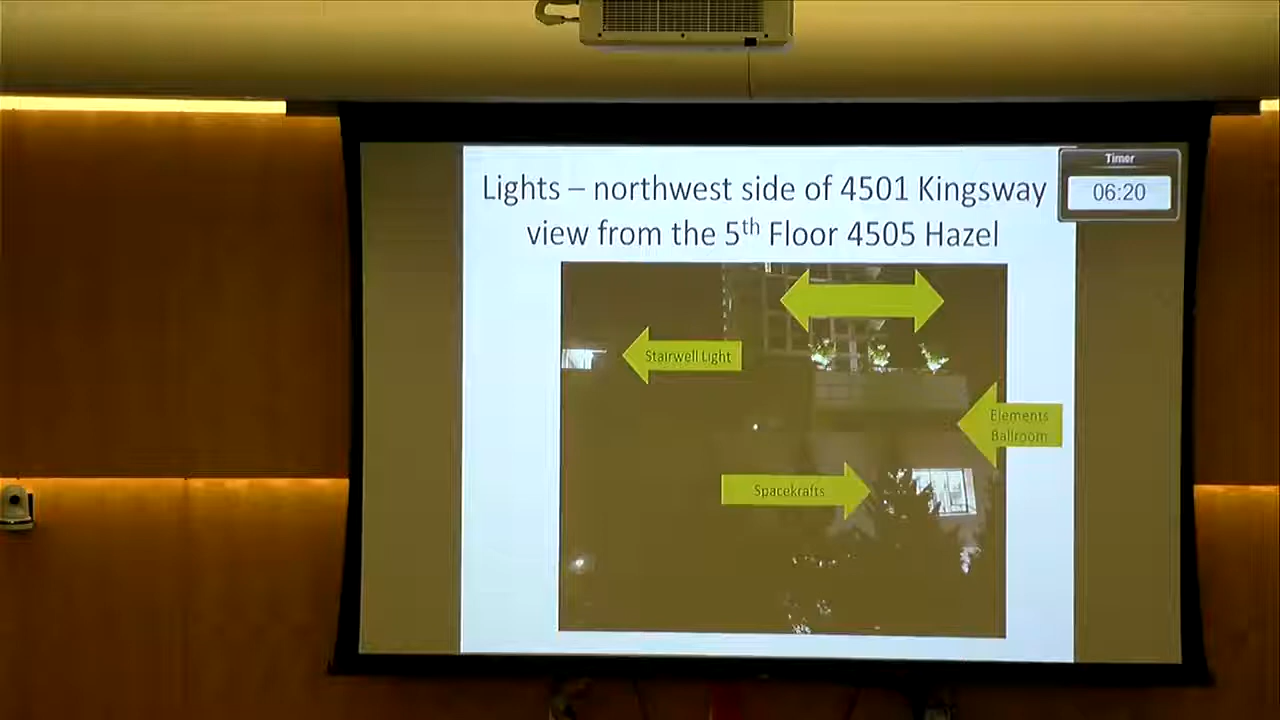 Timer
06:20
Lights – northwest side of 4501 Kingsway
view from the 5th Floor 4505 Hazel
Stairwell Light
Elements
Ballroom
Spacekrafts